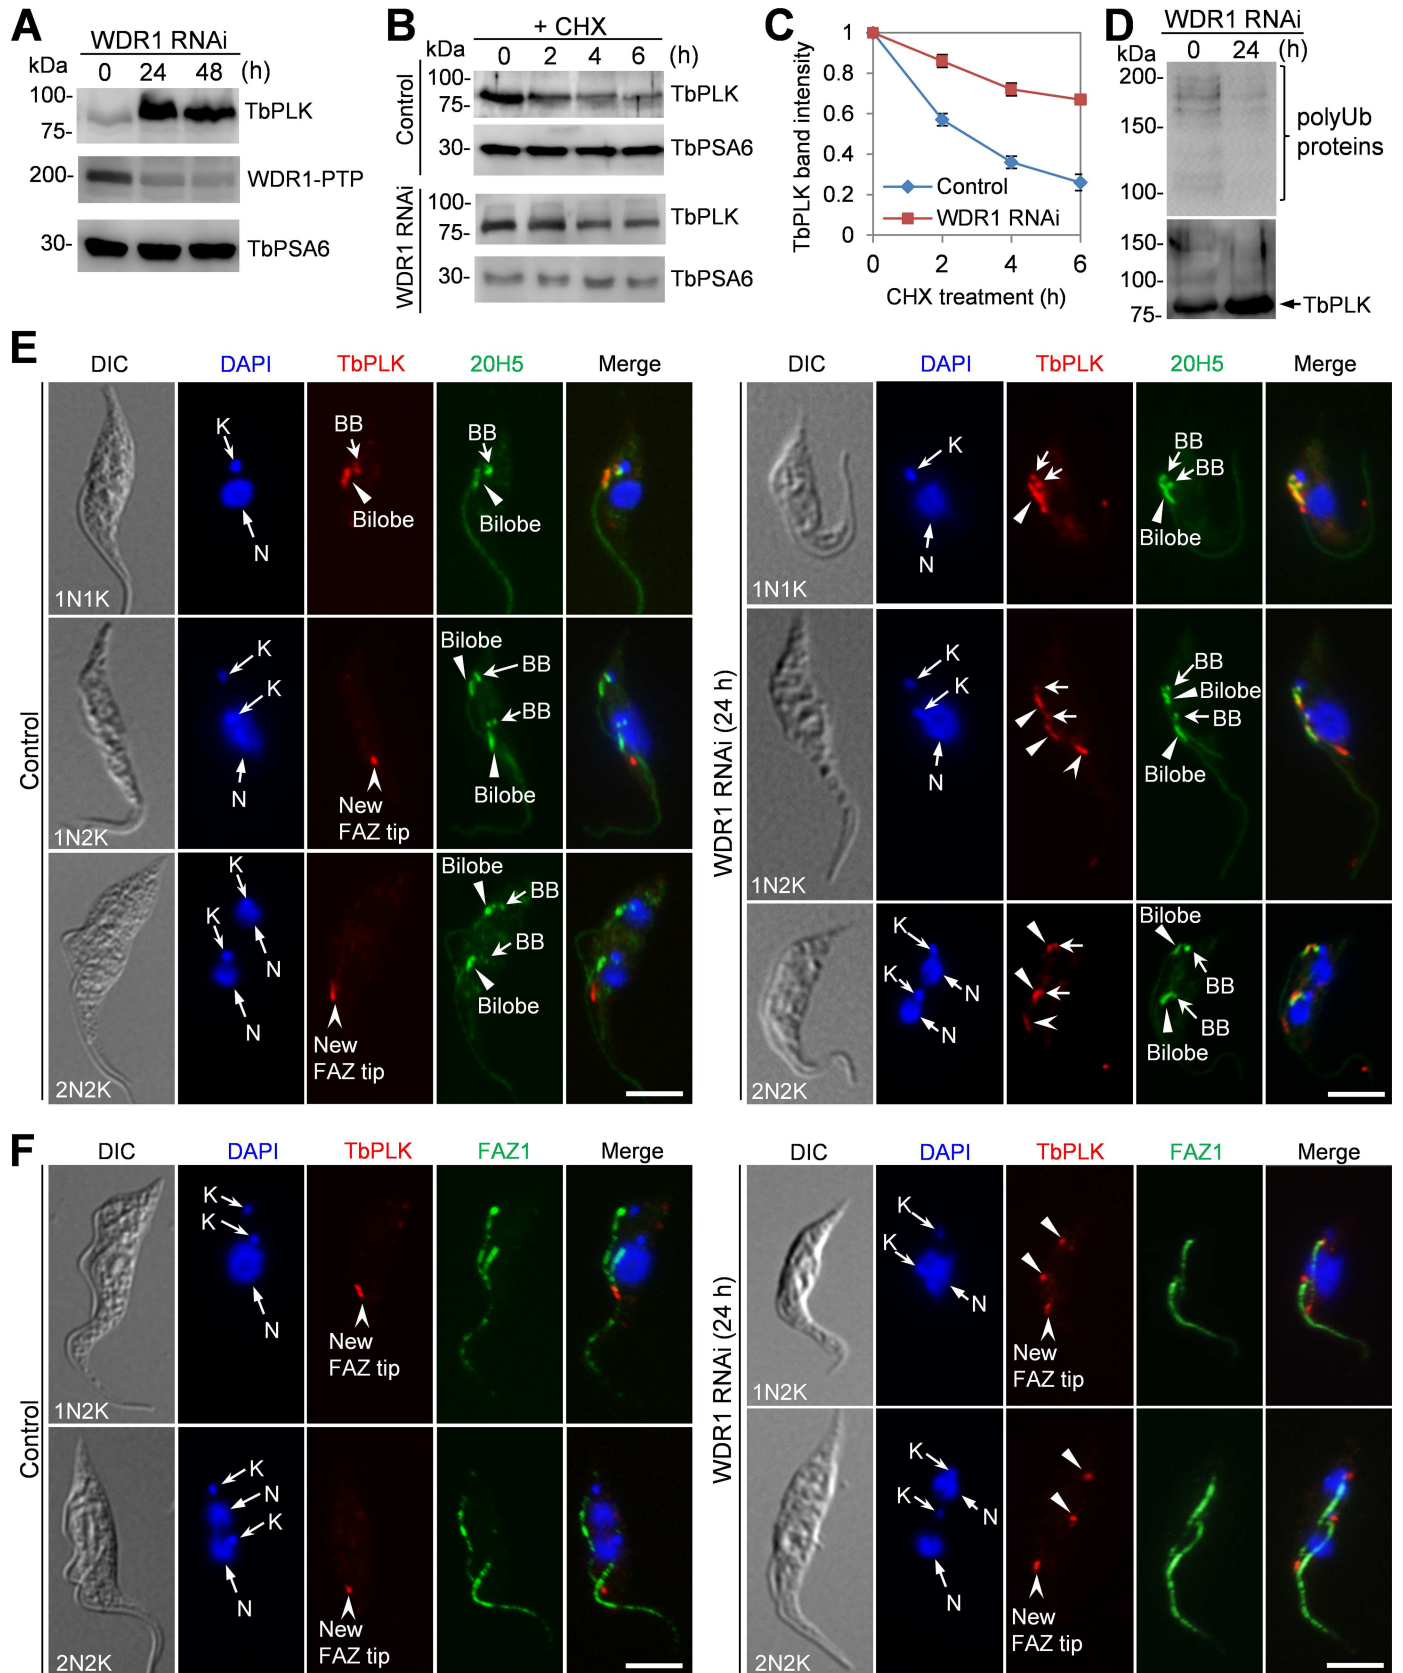 A
WDR1 RNAi
kDa
0 24 48 (h)
100-
75-
TbPLK
200-
WDR1-PTP
30-
TbPSA6
B
+ CHX
kDa
0 2 4 6 (h)
Control
100-
75-
TbPLK
30-
TbPSA6
WDR1 RNAi
100-
75-
TbPLK
30-
TbPSA6
C
TbPLK band intensity
1
0.8
0.6
0.4
0.2
0
Control
WDR1 RNAi
0 2 4 6
CHX treatment (h)
D
WDR1 RNAi
kDa
0 24 (h)
200-
150-
100-
polyUb
proteins
150-
100-
75-
TbPLK
E
DIC DAPI TbPLK 20H5 Merge
Control
K
N
BB
Bilobe
BB
Bilobe
1N1K
K
K
N
New
FAZ tip
Bilobe
BB
BB
Bilobe
1N2K
K
K
N
N
New
FAZ tip
Bilobe
BB
BB
Bilobe
2N2K
DIC DAPI TbPLK 20H5 Merge
WDR1 RNAi (24 h)
K
N
BB
BB
Bilobe
1N1K
K
K
N
BB
Bilobe
BB
Bilobe
1N2K
K
K
N
N
Bilobe
BB
BB
Bilobe
2N2K
F
DIC DAPI TbPLK FAZ1 Merge
Control
K
K
N
New
FAZ tip
1N2K
K
N
K
N
New
FAZ tip
2N2K
DIC DAPI TbPLK FAZ1 Merge
WDR1 RNAi (24 h)
K
K
N
New
FAZ tip
1N2K
K
K
N
N
New
FAZ tip
2N2K